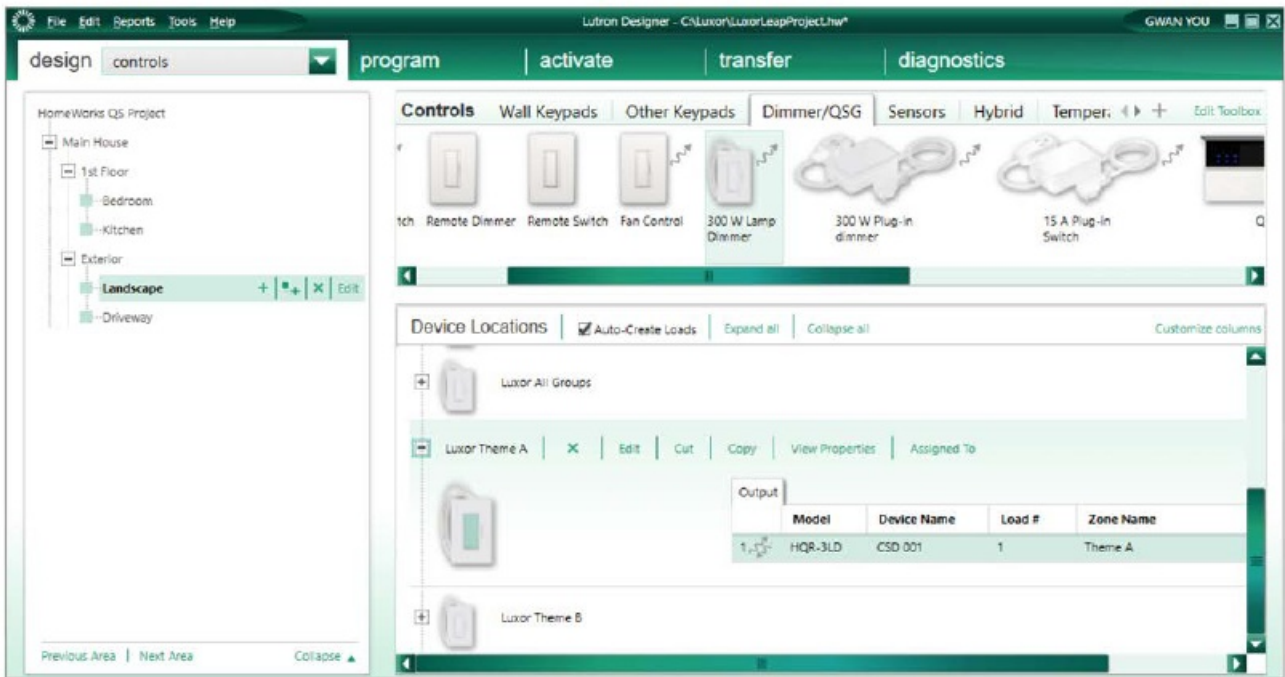 File Edit Reports Tools Help
Lutron Designer - C:\Luxor\LuxorLeapProject.hw*
GWAN YOU
design controls program activate transfer diagnostics
HomeWorks QS Project
Main House
1st Floor
Bedroom
Kitchen
Exterior
Landscape + + × Edit
Driveway
Previous Area | Next Area Collapse
Controls Wall Keypads Other Keypads Dimmer/QSG Sensors Hybrid Temper. + Edit Toolbox
tch Remote Dimmer Remote Switch Fan Control 300 W Lamp 300 W Plug-in 15 A Plug-in Q
Dimmer dimmer Switch
Device Locations Auto-Create Loads Expand all Collapse all Customize columns
Luxor All Groups
Luxor Theme A × Edit Cut Copy View Properties Assigned To
Output
Model Device Name Load # Zone Name
1 HQR-3LD CSD 001 1 Theme A
Luxor Theme B